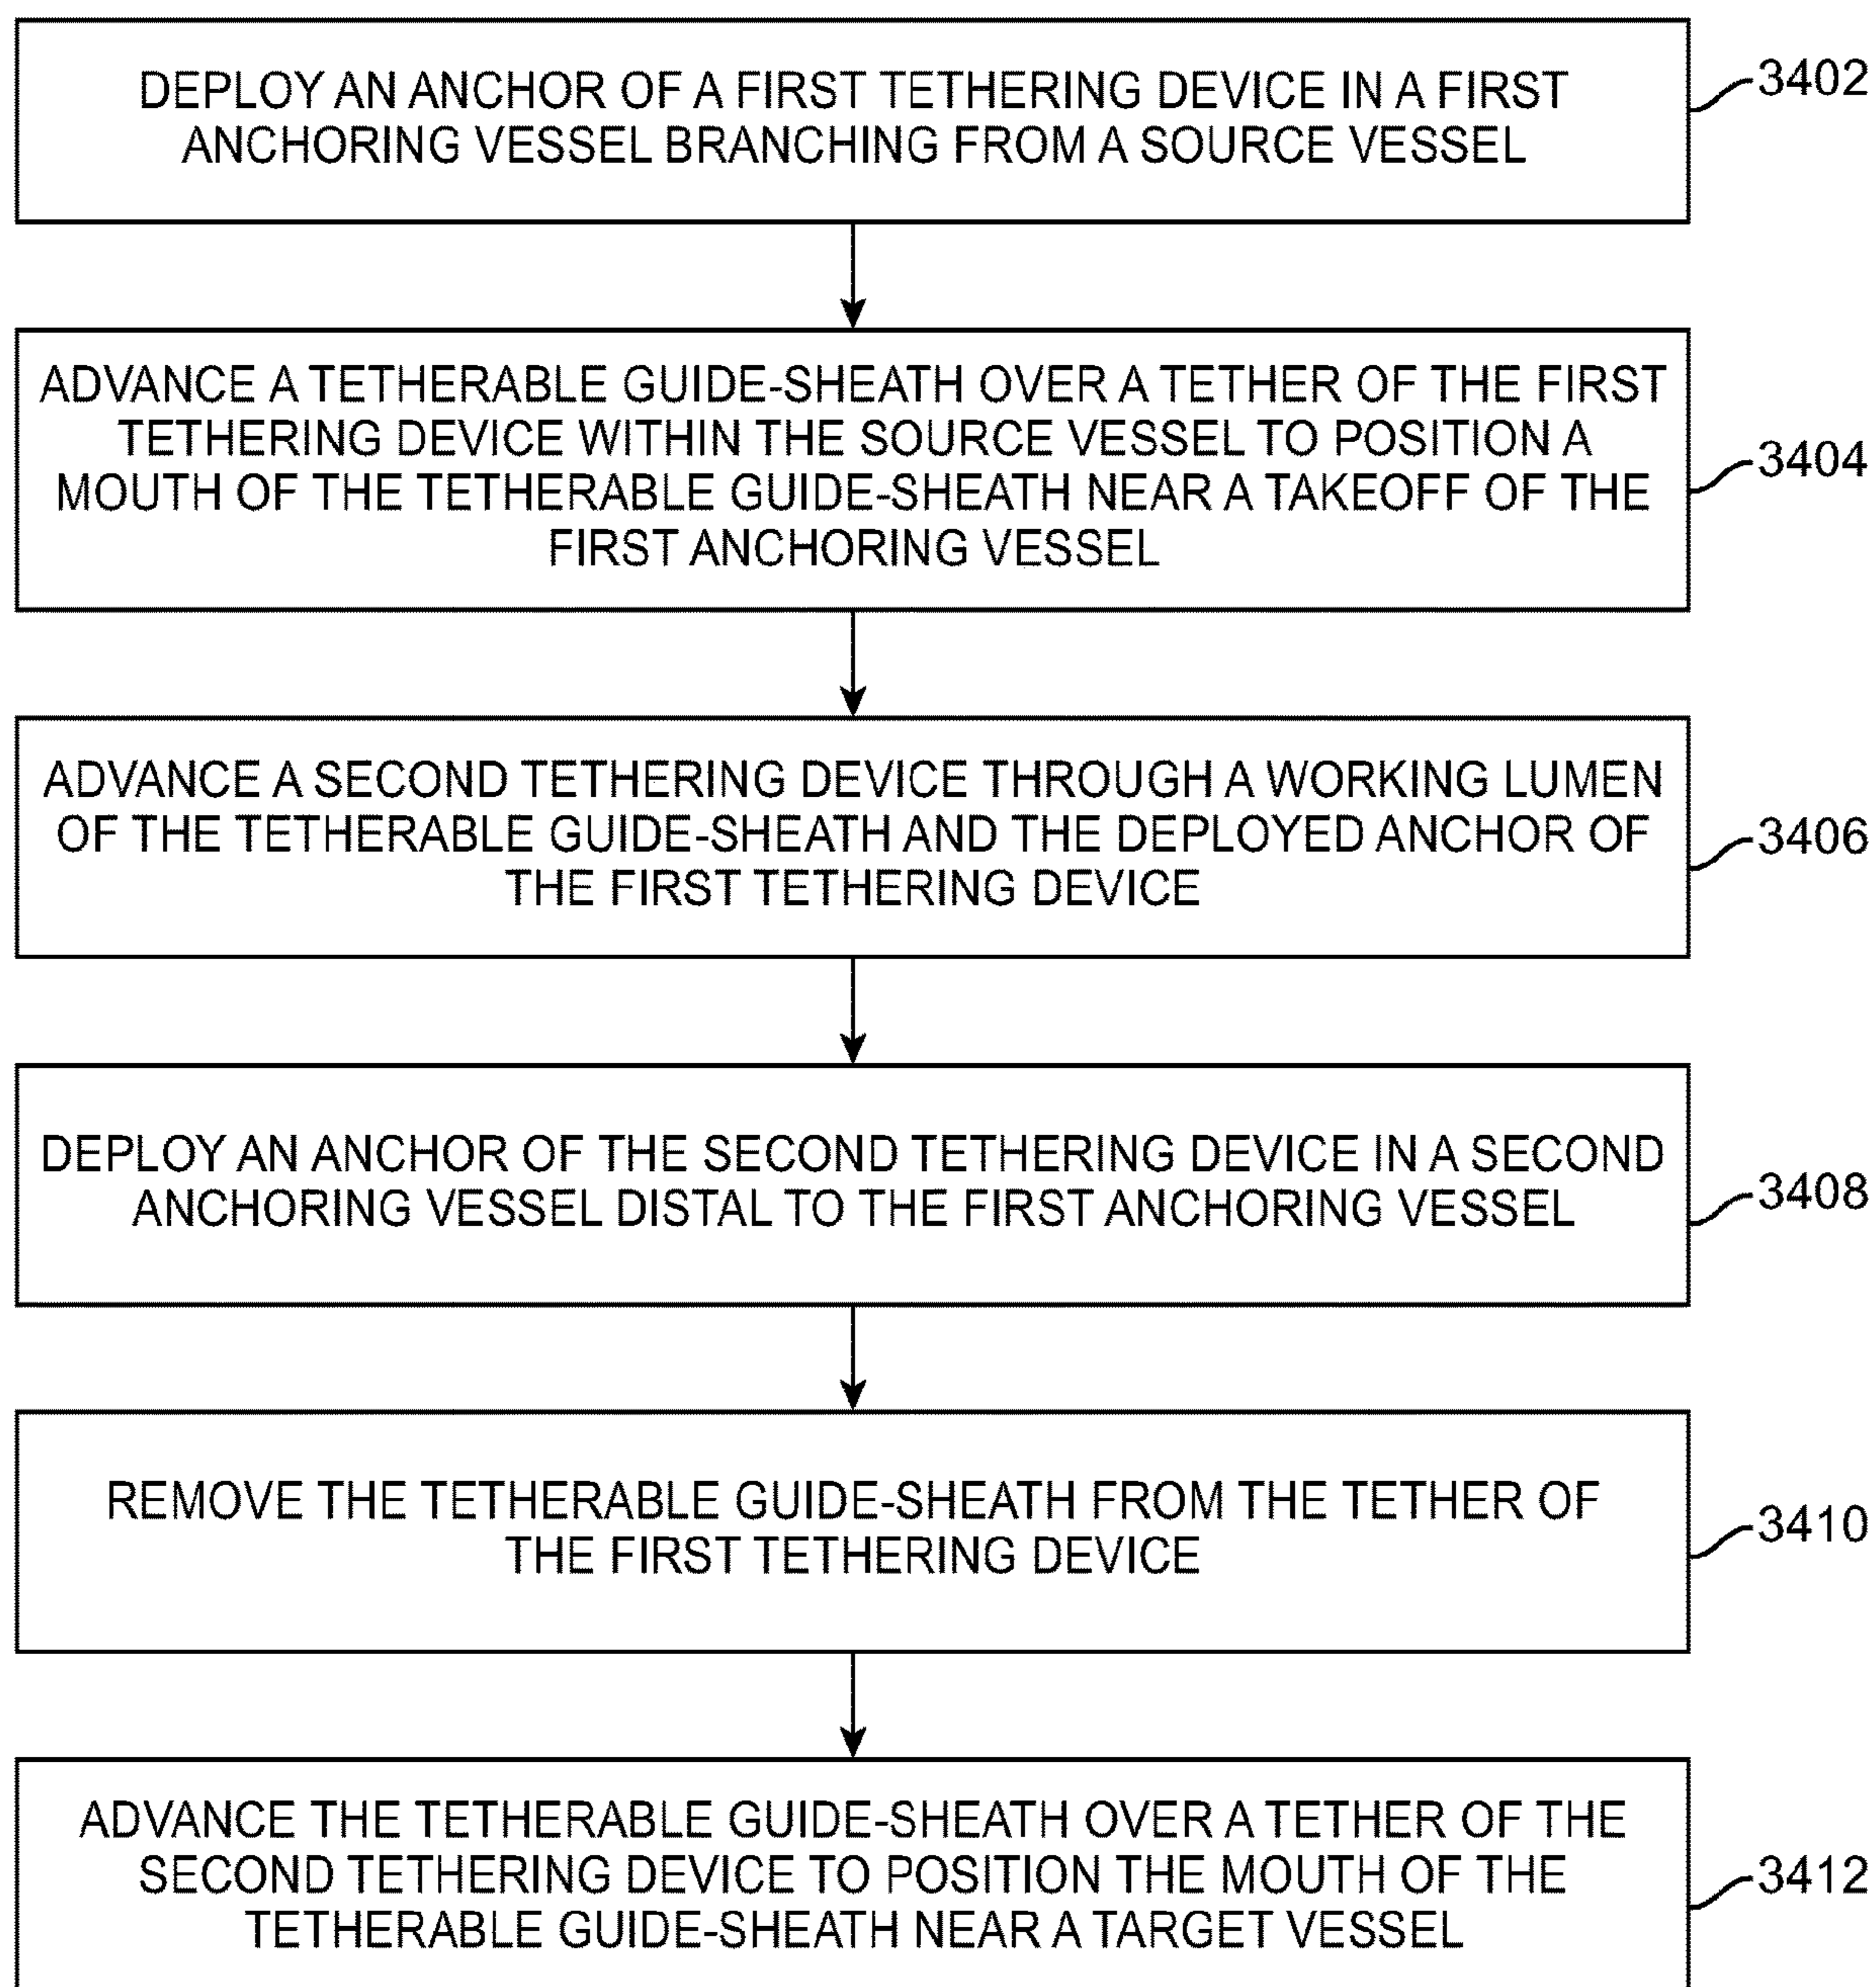 DEPLOY AN ANCHOR OF A FIRST TETHERING DEVICE IN A FIRST
ANCHORING VESSEL BRANCHING FROM A SOURCE VESSEL
3402
ADVANCE A TETHERABLE GUIDE-SHEATH OVER A TETHER OF THE FIRST
TETHERING DEVICE WITHIN THE SOURCE VESSEL TO POSITION A
MOUTH OF THE TETHERABLE GUIDE-SHEATH NEAR A TAKEOFF OF THE
FIRST ANCHORING VESSEL
3404
ADVANCE A SECOND TETHERING DEVICE THROUGH A WORKING LUMEN
OF THE TETHERABLE GUIDE-SHEATH AND THE DEPLOYED ANCHOR OF
THE FIRST TETHERING DEVICE
3406
DEPLOY AN ANCHOR OF THE SECOND TETHERING DEVICE IN A SECOND
ANCHORING VESSEL DISTAL TO THE FIRST ANCHORING VESSEL
3408
REMOVE THE TETHERABLE GUIDE-SHEATH FROM THE TETHER OF
THE FIRST TETHERING DEVICE
3410
ADVANCE THE TETHERABLE GUIDE-SHEATH OVER A TETHER OF THE
SECOND TETHERING DEVICE TO POSITION THE MOUTH OF THE
TETHERABLE GUIDE-SHEATH NEAR A TARGET VESSEL
3412